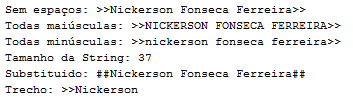 Sem espaços: >>Nickerson Fonseca Ferreira>>
Todas maiúsculas: >>NICKERSON FONSECA FERREIRA>>
Todas minúsculas: >>nickerson fonseca ferreira>>
Tamanho da String: 37
Substituido: ##Nickerson Fonseca Ferreira##
Trecho: >>Nickerson